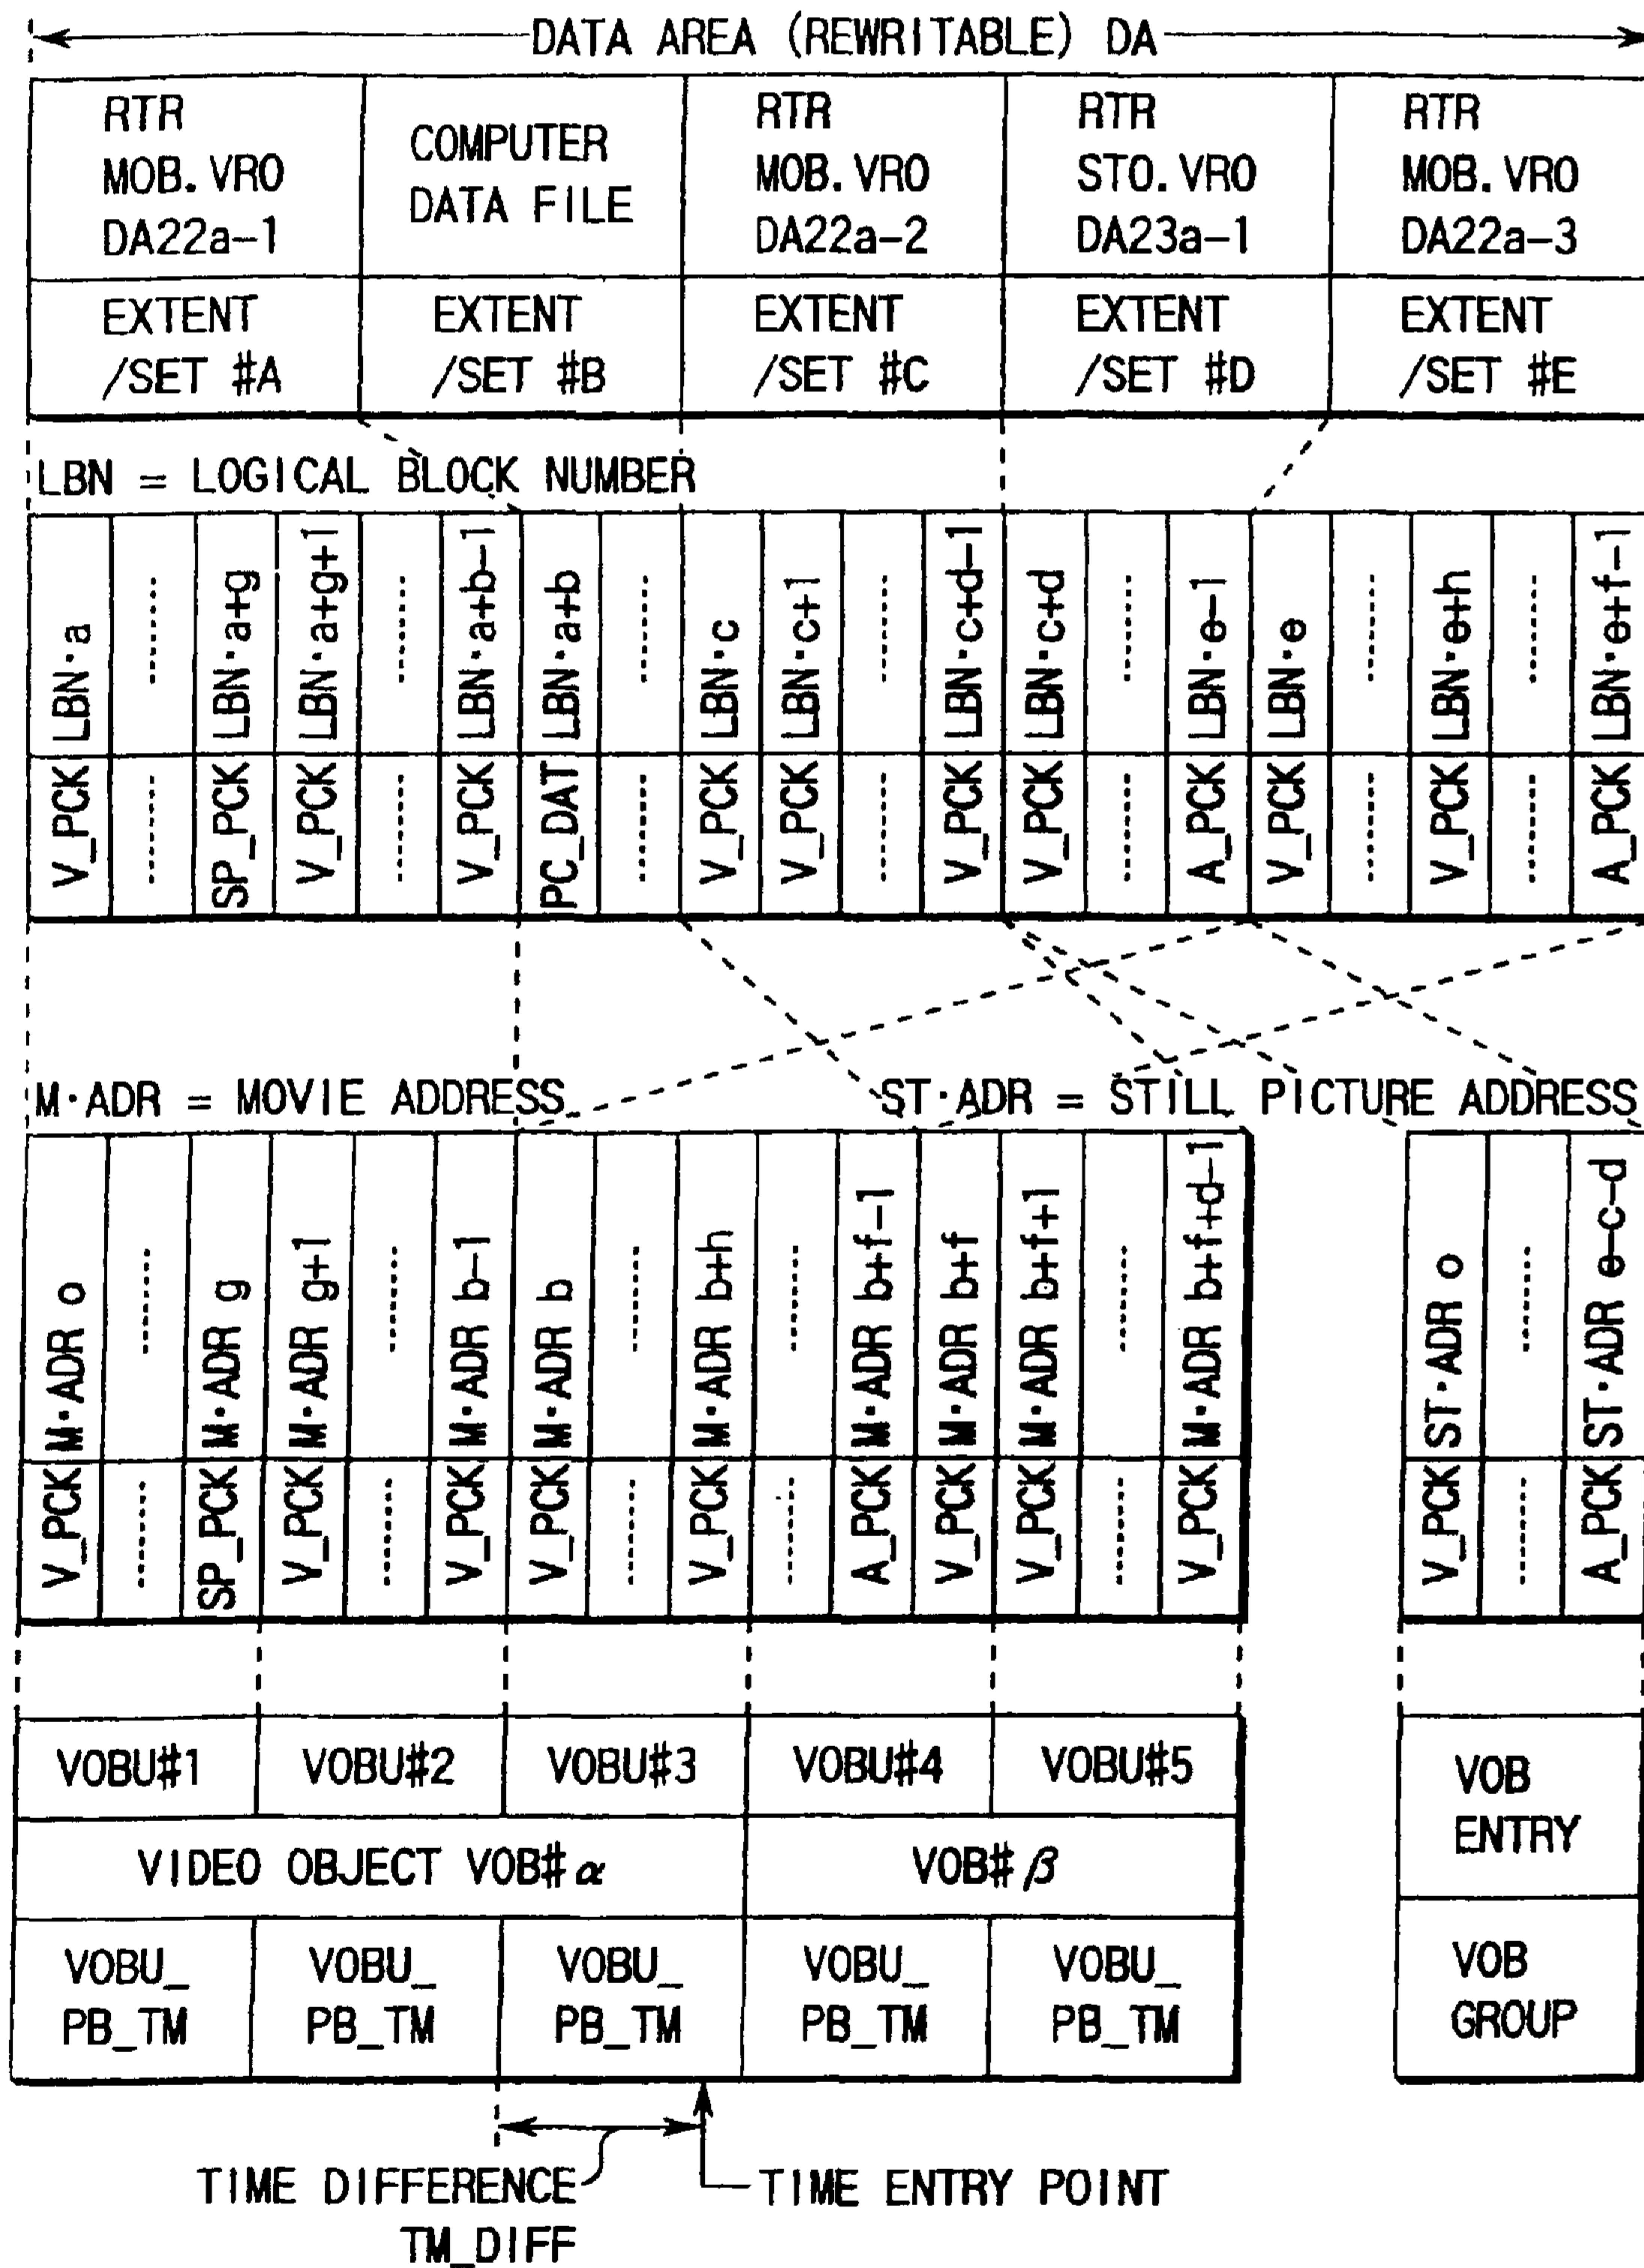 DATA AREA (REWRITABLE) DA
RTR
MOB.VRO
DA22a-1
COMPUTER
DATA FILE
RTR
MOB.VRO
DA22a-2
RTR
STO.VRO
DA23a-1
RTR
MOB.VRO
DA22a-3
EXTENT
/SET #A
EXTENT
/SET #B
EXTENT
/SET #C
EXTENT
/SET #D
EXTENT
/SET #E
LBN = LOGICAL BLOCK NUMBER
V_PCK LBN·a
SP_PCK LBN·a+g
V_PCK LBN·a+g+1
V_PCK LBN·a+b-1
PC_DAT LBN·a+b
V_PCK LBN·c
V_PCK LBN·c+1
V_PCK LBN·c+d-1
V_PCK LBN·c+d
A_PCK LBN·e-1
V_PCK LBN·e
V_PCK LBN·e+h
A_PCK LBN·e+f-1
M·ADR = MOVIE ADDRESS
ST·ADR = STILL PICTURE ADDRESS
V_PCK M·ADR o
SP_PCK M·ADR g
V_PCK M·ADR g+1
V_PCK M·ADR b-1
V_PCK M·ADR b
V_PCK M·ADR b+h
A_PCK M·ADR b+f-1
V_PCK M·ADR b+f
V_PCK M·ADR b+f+1
V_PCK M·ADR b+f+d-1
V_PCK ST·ADR o
A_PCK ST·ADR e-c-d
VOBU#1
VOBU#2
VOBU#3
VOBU#4
VOBU#5
VOB
ENTRY
VIDEO OBJECT VOB#α
VOB#β
VOBU_
PB_TM
VOBU_
PB_TM
VOBU_
PB_TM
VOBU_
PB_TM
VOBU_
PB_TM
VOB
GROUP
TIME DIFFERENCE
TM_DIFF
TIME ENTRY POINT